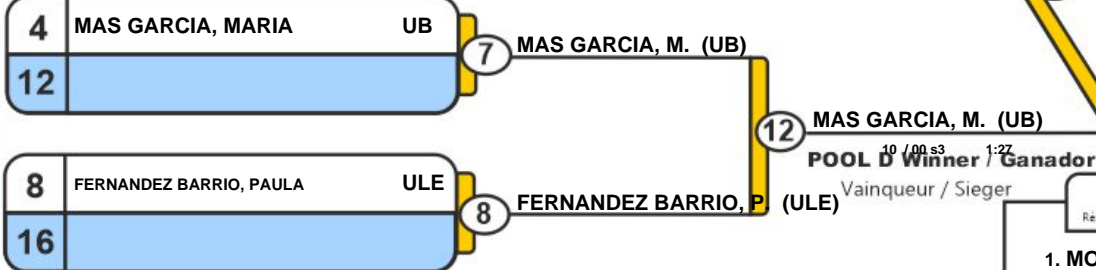 4 MAS GARCIA, MARIA UB
12
7 MAS GARCIA, M. (UB)
12 MAS GARCIA, M. (UB)
10 / 00 s3 1:27
POOL D Winner / Ganador
Vainqueur / Sieger
8 FERNANDEZ BARRIO, PAULA ULE
16
8 FERNANDEZ BARRIO, P. (ULE)
1. MO